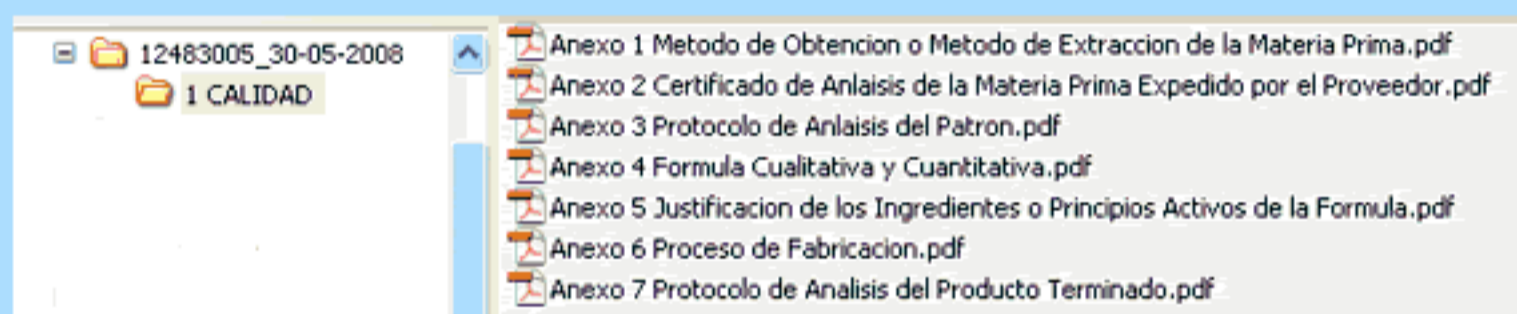 12483005_30-05-2008
1 CALIDAD
Anexo 1 Metodo de Obtencion o Metodo de Extraccion de la Materia Prima.pdf
Anexo 2 Certificado de Anlaisis de la Materia Prima Expedido por el Proveedor.pdf
Anexo 3 Protocolo de Anlaisis del Patron.pdf
Anexo 4 Formula Cualitativa y Cuantitativa.pdf
Anexo 5 Justificacion de los Ingredientes o Principios Activos de la Formula.pdf
Anexo 6 Proceso de Fabricacion.pdf
Anexo 7 Protocolo de Analisis del Producto Terminado.pdf